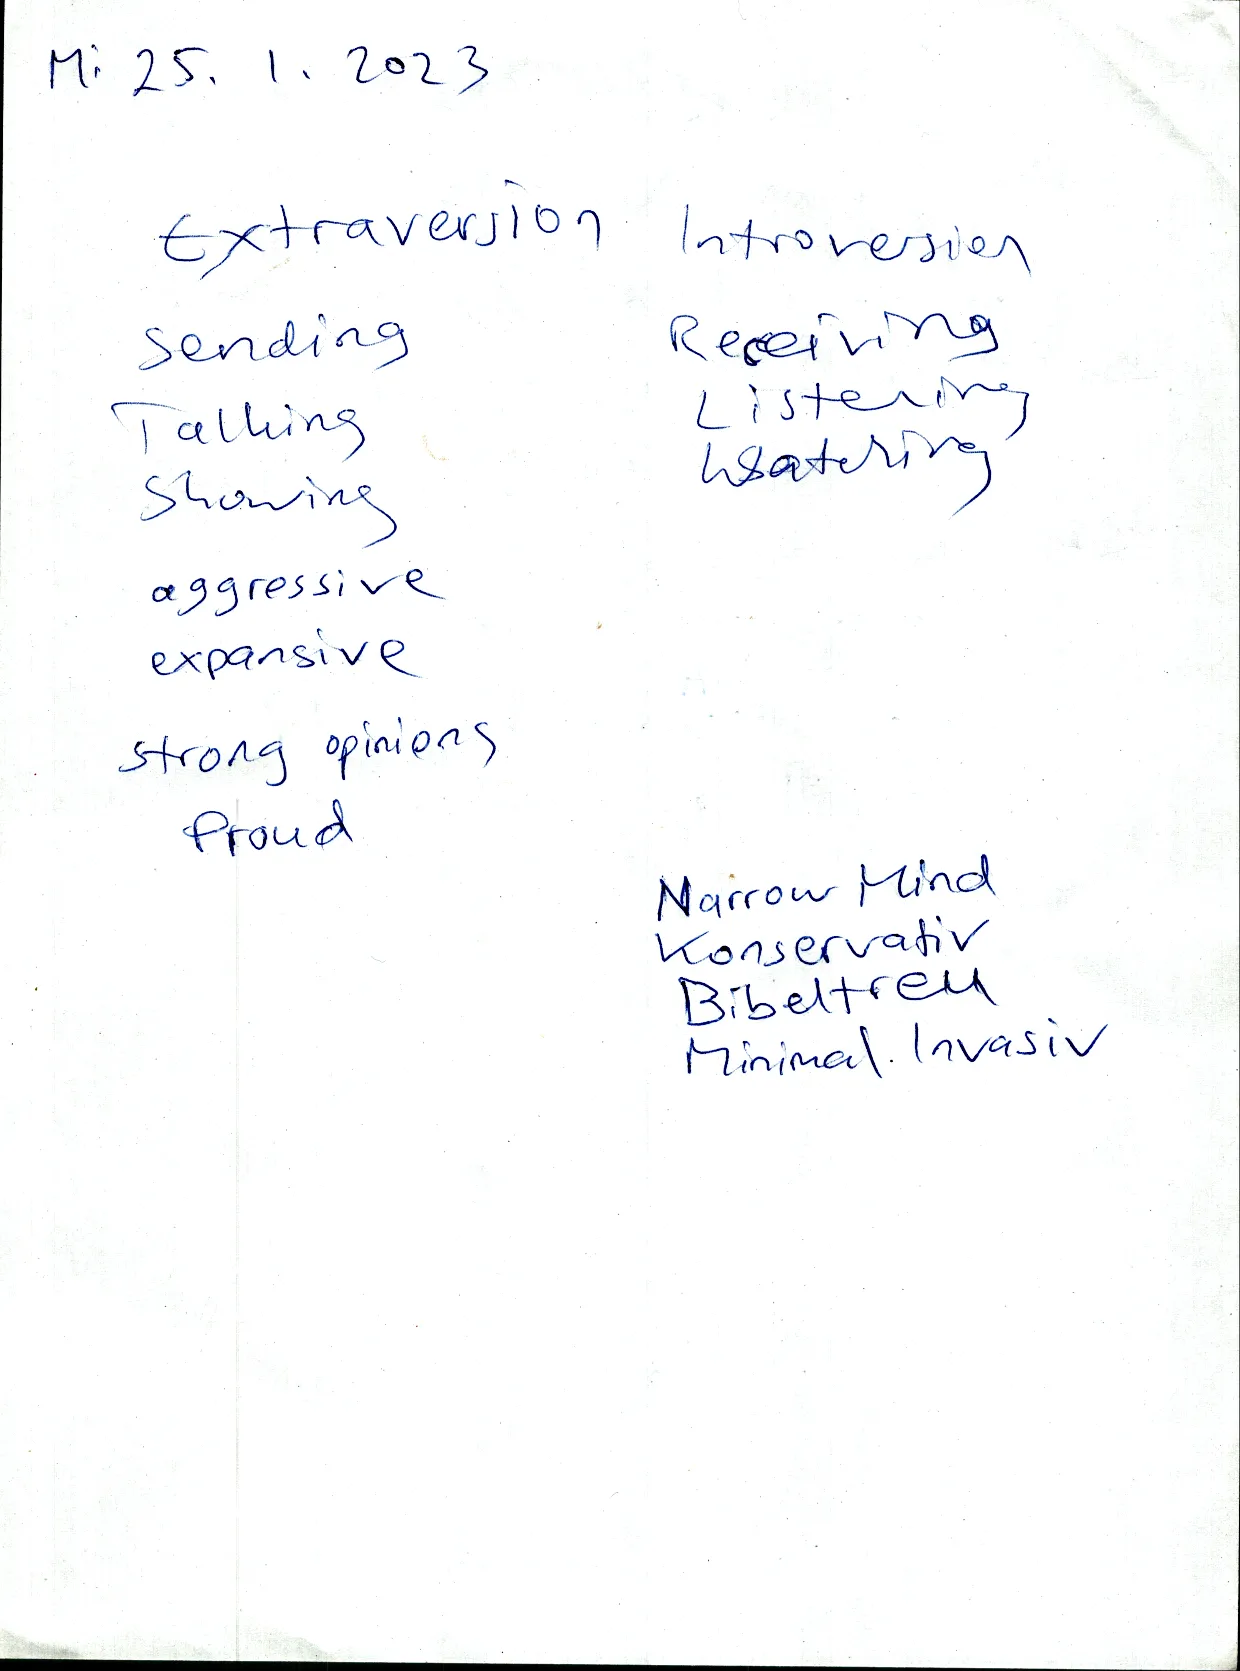 Mi 25. 1. 2023
Extraversion Introversion
Sending Receiving
Talking Listening
Showing
aggressive
expansive
strong opinions
Proud
Narrow Mind
Konservativ
Bibeltreu
Minimal. Invasiv